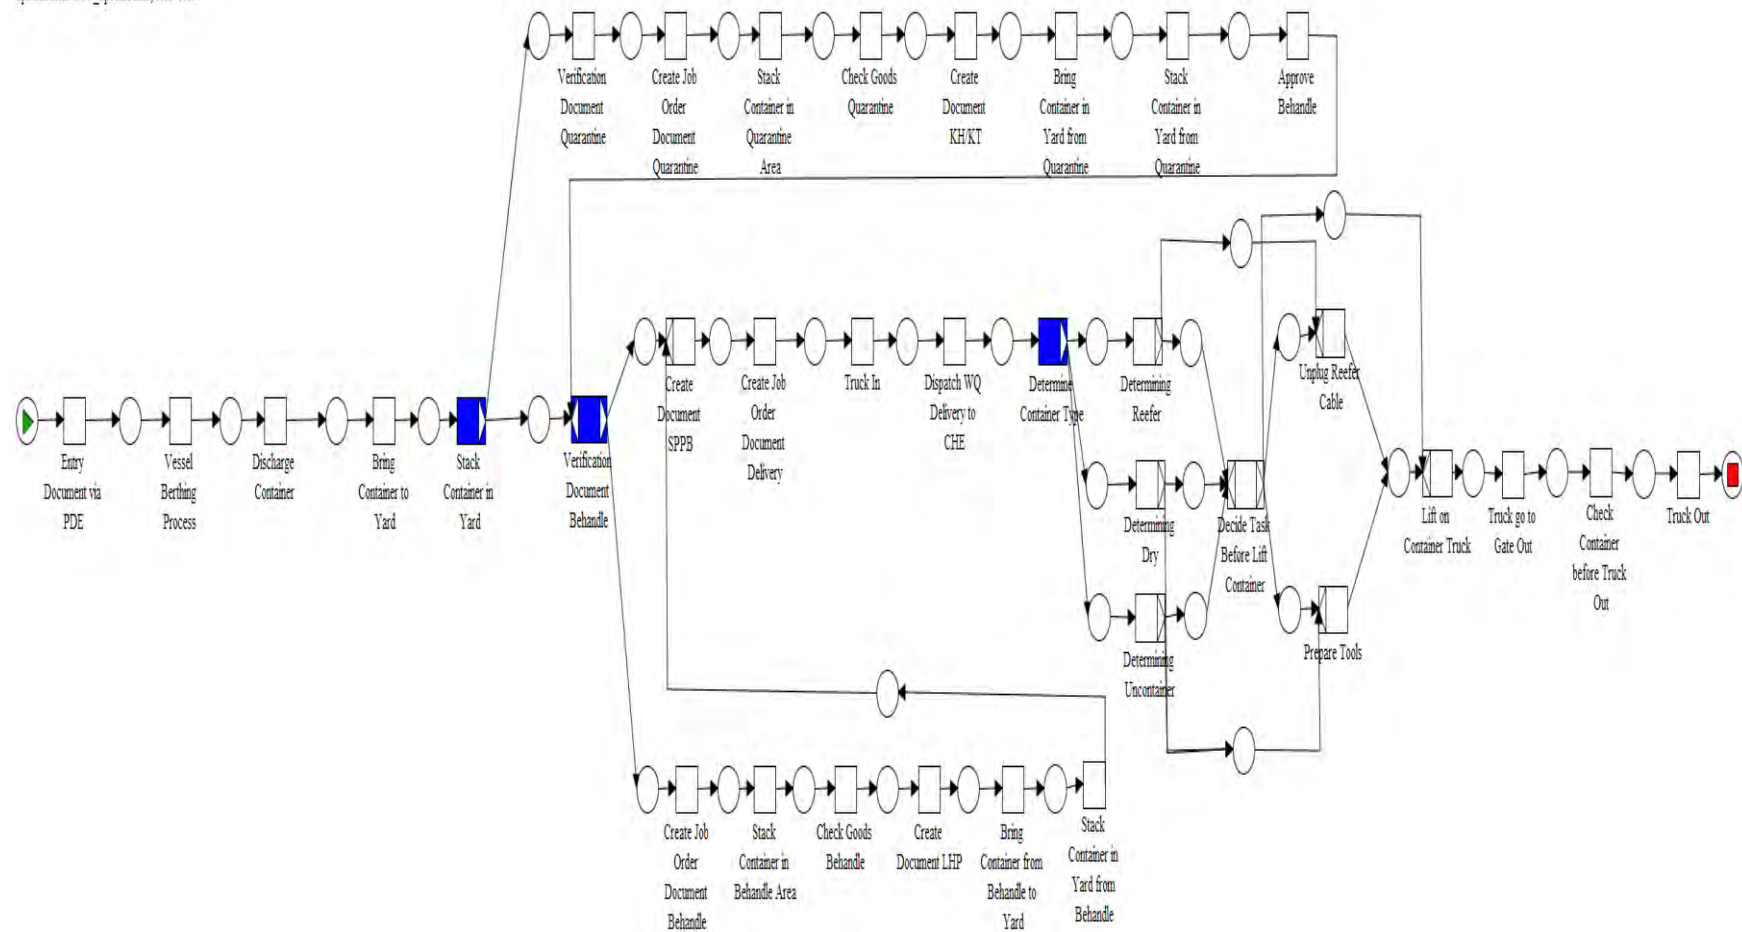 Verification
Document
Quarantine
Create Job
Order
Document
Quarantine
Stack
Container in
Quarantine
Area
Check Goods
Quarantine
Create
Document
KH/KT
Bring
Container in
Yard from
Quarantine
Stack
Container in
Yard from
Quarantine
Approve
Behandle
Entry
Document via
PDE
Vessel
Berthing
Process
Discharge
Container
Bring
Container to
Yard
Stack
Container in
Yard
Verification
Document
Behandle
Create
Document
SPPB
Create Job
Order
Document
Delivery
Truck In
Dispatch WQ
Delivery to
CHE
Determine
Container Type
Determining
Reefer
Determining
Dry
Determining
Uncontainer
Decide Task
Before Lift
Container
Unplug Reefer
Cable
Prepare Tools
Lift on
Container Truck
Truck go to
Gate Out
Check
Container
before Truck
Out
Truck Out
Create Job
Order
Document
Behandle
Stack
Container in
Behandle Area
Check Goods
Behandle
Create
Document LHP
Bring
Container from
Behandle to
Yard
Stack
Container in
Yard from
Behandle